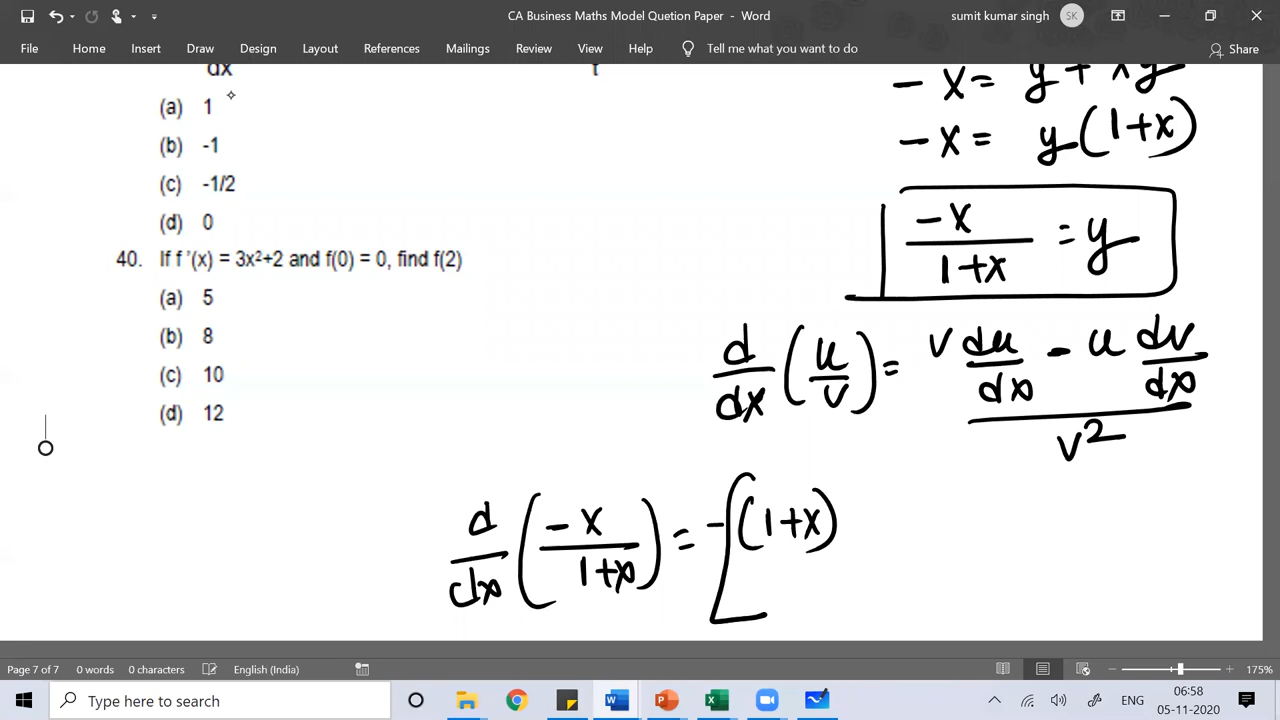 CA Business Maths Model Quetion Paper - Word
sumit kumar singh
SK
File Home Insert Draw Design Layout References Mailings Review View Help Tell me what you want to do Share
dx
(a) 1
(b) -1
(c) -1/2
(d) 0
40. If f '(x) = 3x²+2 and f(0) = 0, find f(2)
(a) 5
(b) 8
(c) 10
(d) 12
- x = y + xy
- x = y (1+x)
-x/(1+x) = y
d/dx (u/v) = (v du/dx - u dv/dx)/v²
d/dx (-x/(1+x)) = -[(1+x)
Page 7 of 7 0 words 0 characters English (India) 175%
Type here to search
ENG
06:58
05-11-2020